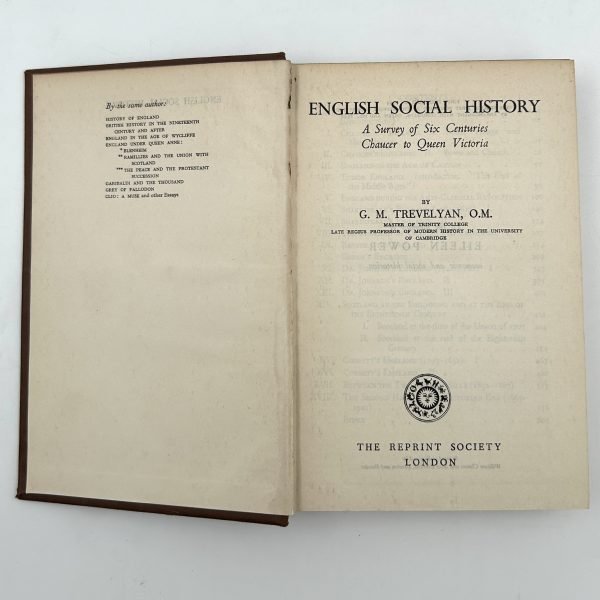 By the same author:
HISTORY OF ENGLAND
BRITISH HISTORY IN THE NINETEENTH
CENTURY AND AFTER
ENGLAND IN THE AGE OF WYCLIFFE
ENGLAND UNDER QUEEN ANNE:
* BLENHEIM
** RAMILLIES AND THE UNION WITH
SCOTLAND
*** THE PEACE AND THE PROTESTANT
SUCCESSION
GARIBALDI AND THE THOUSAND
GREY OF FALLODON
CLIO: A MUSE and other Essays
ENGLISH SOCIAL HISTORY
A Survey of Six Centuries
Chaucer to Queen Victoria
BY
G. M. TREVELYAN, O.M.
MASTER OF TRINITY COLLEGE
LATE REGIUS PROFESSOR OF MODERN HISTORY IN THE UNIVERSITY
OF CAMBRIDGE
EILEEN POWER
THE REPRINT SOCIETY
LONDON